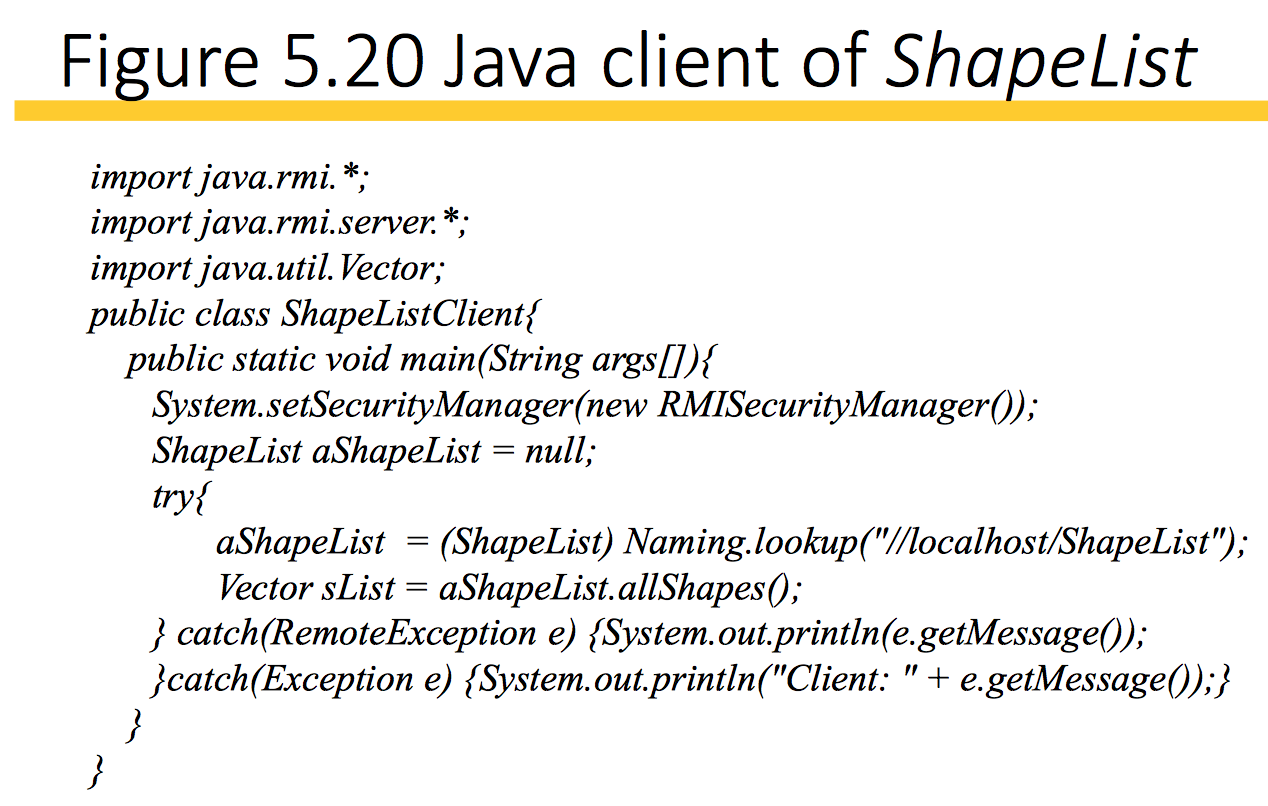 Figure 5.20 Java client of ShapeList
import java.rmi.*;
import java.rmi.server.*;
import java.util.Vector;
public class ShapeListClient{
public static void main(String args[]){
System.setSecurityManager(new RMISecurityManager());
ShapeList aShapeList = null;
try{
aShapeList  = (ShapeList) Naming.lookup("//localhost/ShapeList");
Vector sList = aShapeList.allShapes();
} catch(RemoteException e) {System.out.println(e.getMessage());
}catch(Exception e) {System.out.println("Client: " + e.getMessage());}
}
}